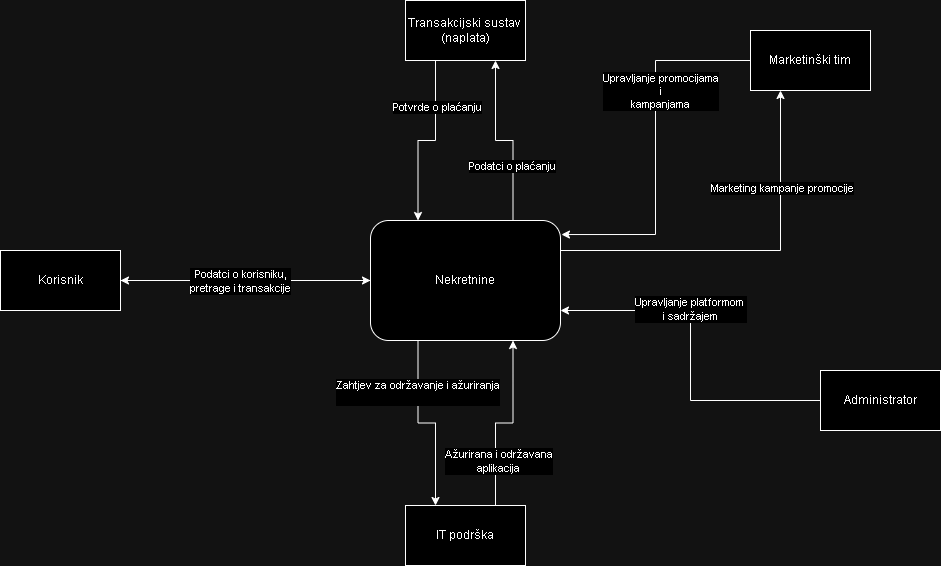 Transakcijski sustav
(naplata)
Marketinški tim
Upravljanje promocijama
i
kampanjama
Potvrde o plaćanju
Podatci o plaćanju
Marketing kampanje promocije
Korisnik
Podatci o korisniku,
pretrage i transakcije
Nekretnine
Upravljanje platformom
i sadržajem
Zahtjev za održavanje i ažuriranja
Administrator
Ažurirana i održavana
aplikacija
IT podrška